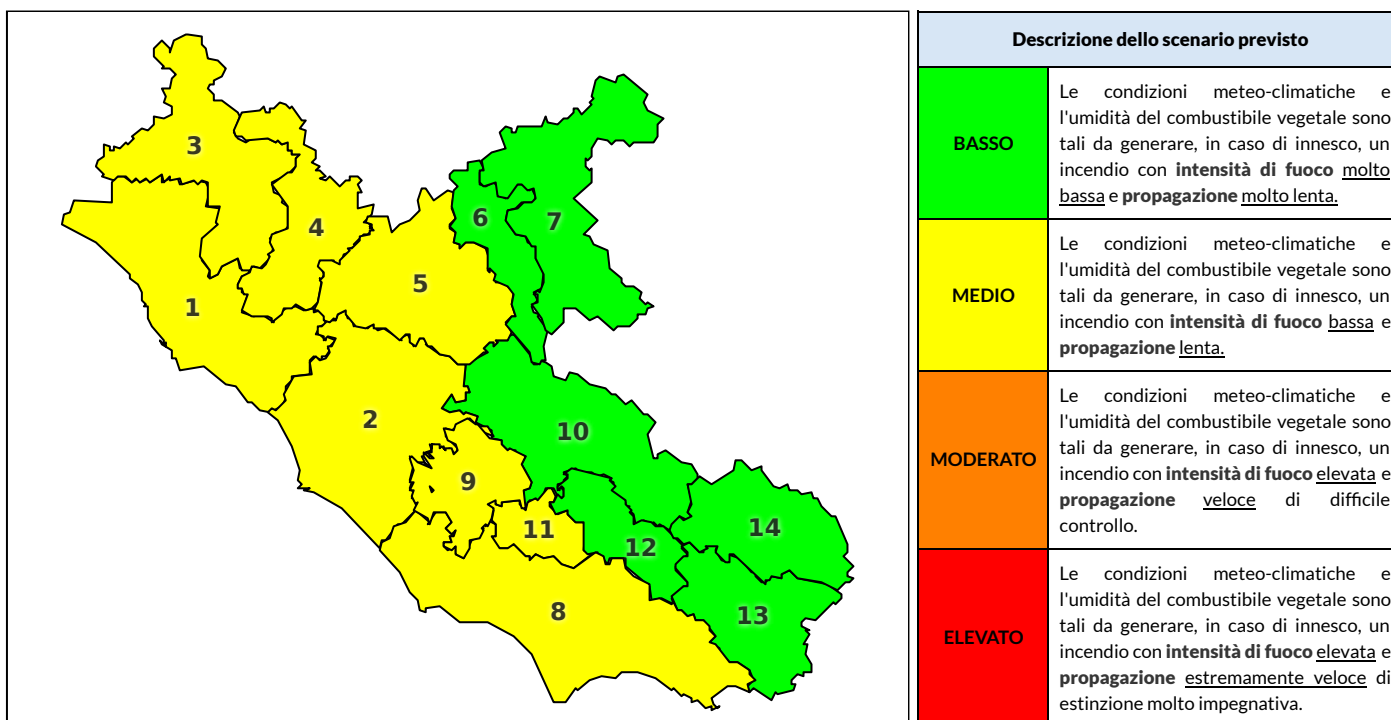 3
4
6
7
5
1
2
10
9
11
14
12
8
13
Descrizione dello scenario previsto
BASSO
Le condizioni meteo-climatiche e
l'umidità del combustibile vegetale sono
tali da generare, in caso di innesco, un
incendio con intensità di fuoco molto
bassa e propagazione molto lenta.
MEDIO
Le condizioni meteo-climatiche e
l'umidità del combustibile vegetale sono
tali da generare, in caso di innesco, un
incendio con intensità di fuoco bassa e
propagazione lenta.
MODERATO
Le condizioni meteo-climatiche e
l'umidità del combustibile vegetale sono
tali da generare, in caso di innesco, un
incendio con intensità di fuoco elevata e
propagazione veloce di difficile
controllo.
ELEVATO
Le condizioni meteo-climatiche e
l'umidità del combustibile vegetale sono
tali da generare, in caso di innesco, un
incendio con intensità di fuoco elevata e
propagazione estremamente veloce di
estinzione molto impegnativa.